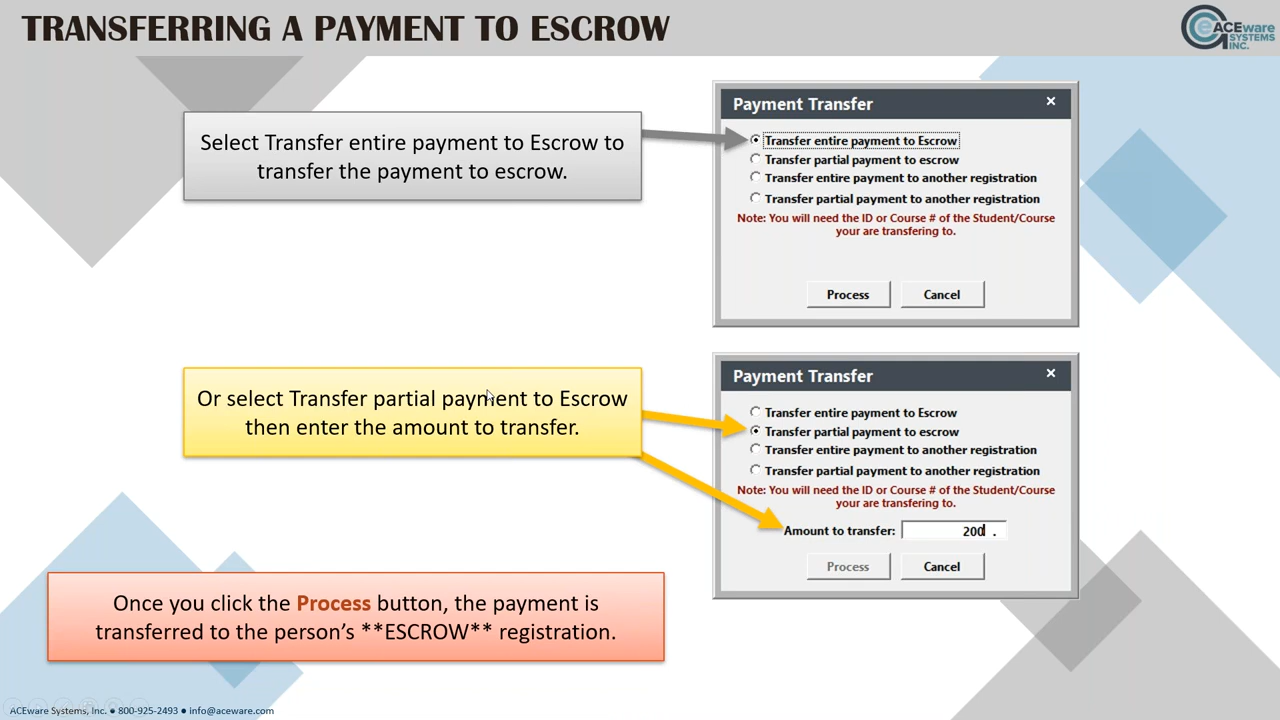 TRANSFERRING A PAYMENT TO ESCROW
ACEware
SYSTEMS
INC.
Select Transfer entire payment to Escrow to
transfer the payment to escrow.
Payment Transfer ×
Transfer entire payment to Escrow
Transfer partial payment to escrow
Transfer entire payment to another registration
Transfer partial payment to another registration
Note: You will need the ID or Course # of the Student/Course
your are transfering to.
Process Cancel
Or select Transfer partial payment to Escrow
then enter the amount to transfer.
Payment Transfer ×
Transfer entire payment to Escrow
Transfer partial payment to escrow
Transfer entire payment to another registration
Transfer partial payment to another registration
Note: You will need the ID or Course # of the Student/Course
your are transfering to.
Amount to transfer: 200 .
Process Cancel
Once you click the Process button, the payment is
transferred to the person’s **ESCROW** registration.
ACEware Systems, Inc. ● 800-925-2493 ● info@aceware.com